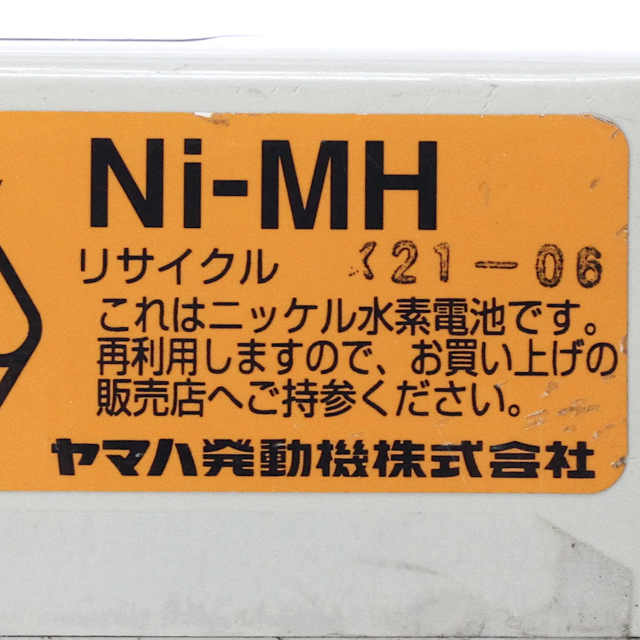 Ni-MH
リサイクル X21-06
これはニッケル水素電池です。
再利用しますので、お買い上げの
販売店へご持参ください。
ヤマハ発動機株式会社